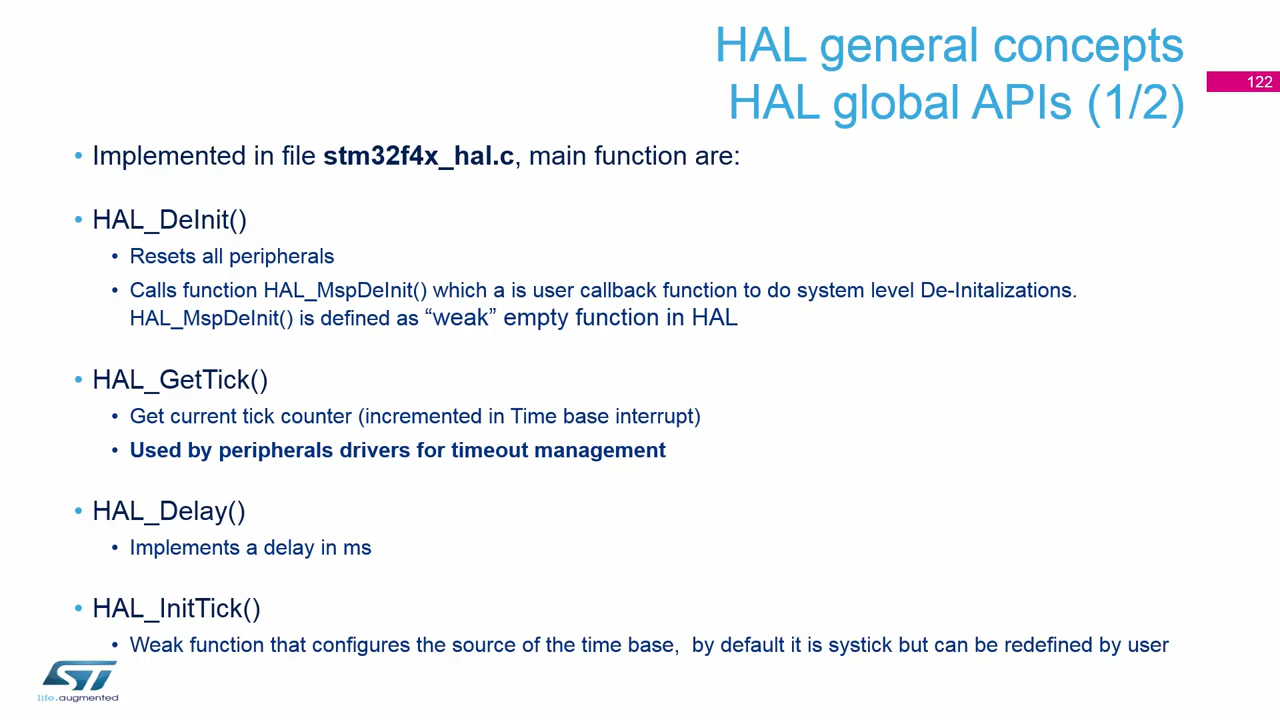 HAL general concepts
HAL global APIs (1/2)
122
• Implemented in file stm32f4x_hal.c, main function are:
• HAL_DeInit()
• Resets all peripherals
• Calls function HAL_MspDeInit() which a is user callback function to do system level De-Initalizations.
HAL_MspDeInit() is defined as “weak” empty function in HAL
• HAL_GetTick()
• Get current tick counter (incremented in Time base interrupt)
• Used by peripherals drivers for timeout management
• HAL_Delay()
• Implements a delay in ms
• HAL_InitTick()
• Weak function that configures the source of the time base,  by default it is systick but can be redefined by user
ST
life.augmented